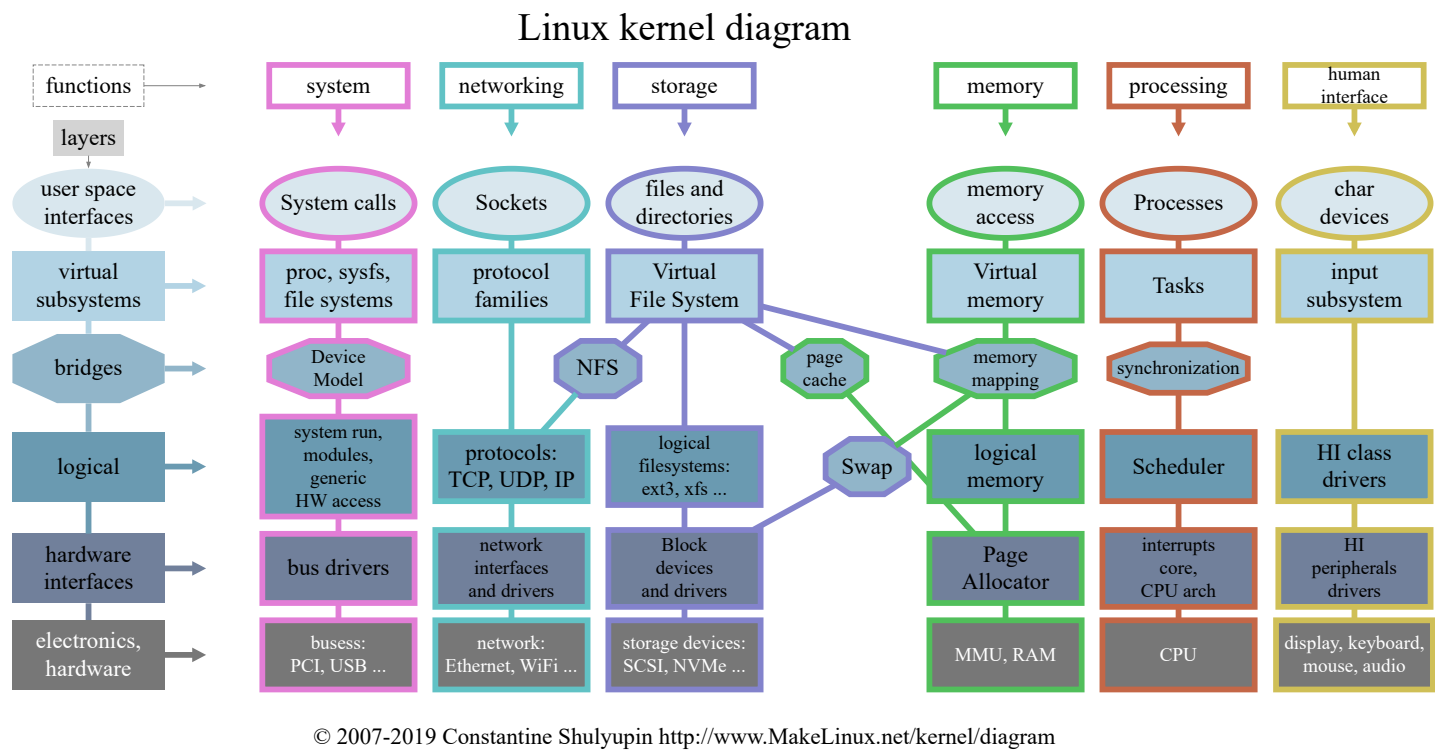 Linux kernel diagram
functions
system
networking
storage
memory
processing
human
interface
layers
user space
interfaces
System calls
Sockets
files and
directories
memory
access
Processes
char
devices
virtual
subsystems
proc, sysfs,
file systems
protocol
families
Virtual
File System
Virtual
memory
Tasks
input
subsystem
bridges
Device
Model
NFS
page
cache
memory
mapping
synchronization
logical
system run,
modules,
generic
HW access
protocols:
TCP, UDP, IP
logical
filesystems:
ext3, xfs ...
Swap
logical
memory
Scheduler
HI class
drivers
hardware
interfaces
bus drivers
network
interfaces
and drivers
Block
devices
and drivers
Page
Allocator
interrupts
core,
CPU arch
HI
peripherals
drivers
electronics,
hardware
busess:
PCI, USB ...
network:
Ethernet, WiFi ...
storage devices:
SCSI, NVMe ...
MMU, RAM
CPU
display, keyboard,
mouse, audio
© 2007-2019 Constantine Shulyupin http://www.MakeLinux.net/kernel/diagram